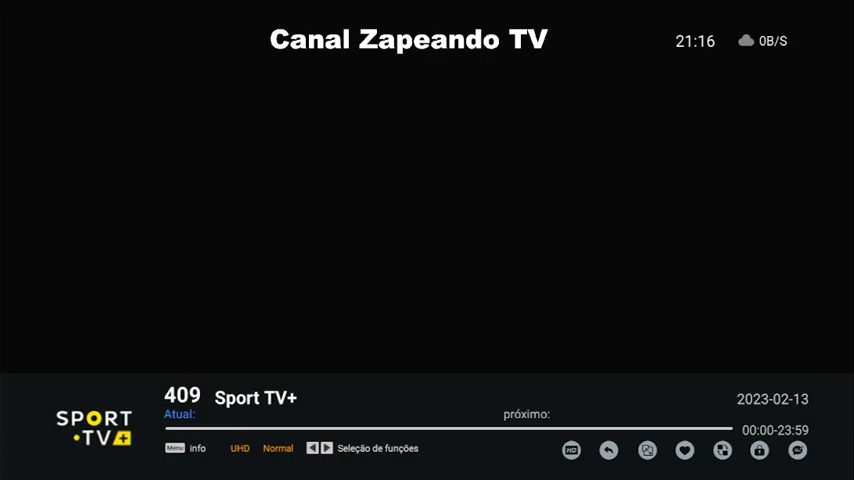 Canal Zapeando TV
21:16 0B/S
409 Sport TV+
2023-02-13
Atual: próximo:
00:00-23:59
SPORT
•TV+
Menu info UHD Normal Seleção de funções
HD